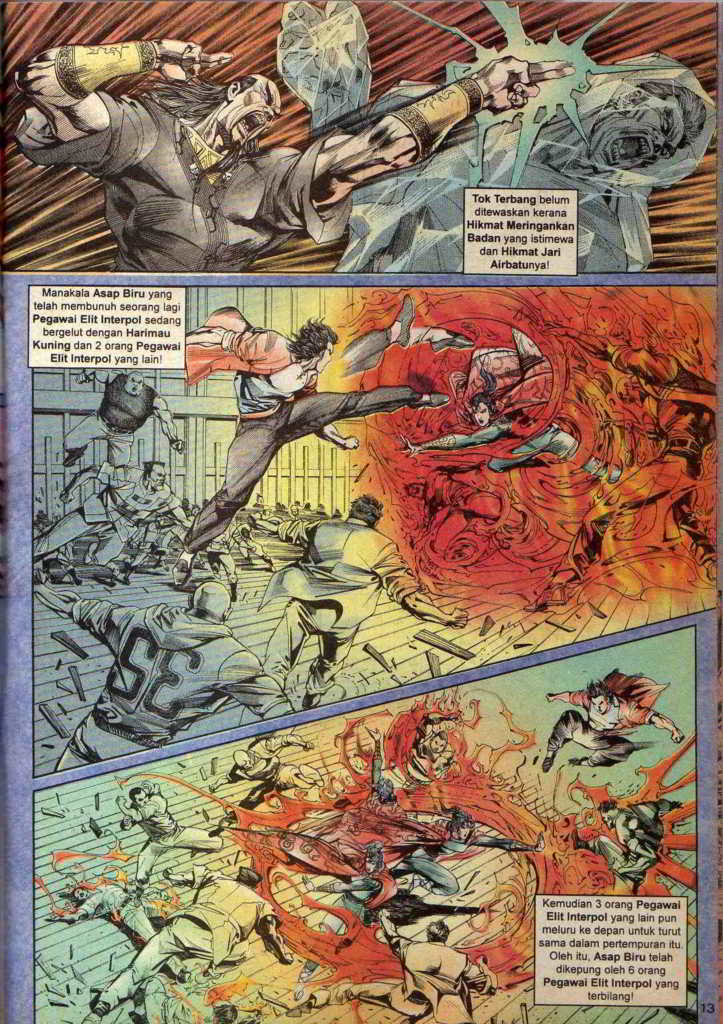 Tok Terbang belum
ditewaskan kerana
Hikmat Meringankan
Badan yang istimewa
dan Hikmat Jari
Airbatunya!
Manakala Asap Biru yang
telah membunuh seorang lagi
Pegawai Elit Interpol sedang
bergelut dengan Harimau
Kuning dan 2 orang Pegawai
Elit Interpol yang lain!
35
Kemudian 3 orang Pegawai
Elit Interpol yang lain pun
meluru ke depan untuk turut
sama dalam pertempuran itu.
Oleh itu, Asap Biru telah
dikepung oleh 6 orang
Pegawai Elit Interpol yang
terbilang!
13